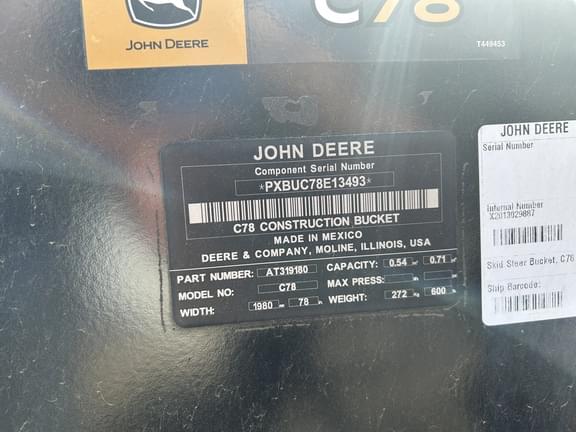 C78
JOHN DEERE
T449453
JOHN DEERE
Component Serial Number
*PXBUC78E13493*
C78 CONSTRUCTION BUCKET
MADE IN MEXICO
DEERE & COMPANY, MOLINE, ILLINOIS, USA
PART NUMBER: AT319180 CAPACITY: 0.54 0.71
MODEL NO: C78 MAX PRESS:
WIDTH: 1980 78 WEIGHT: 272 600
JOHN DEERE
Serial Number
Internal Number
X2013929887
Skid Steer Bucket, C78
Ship Barcode: